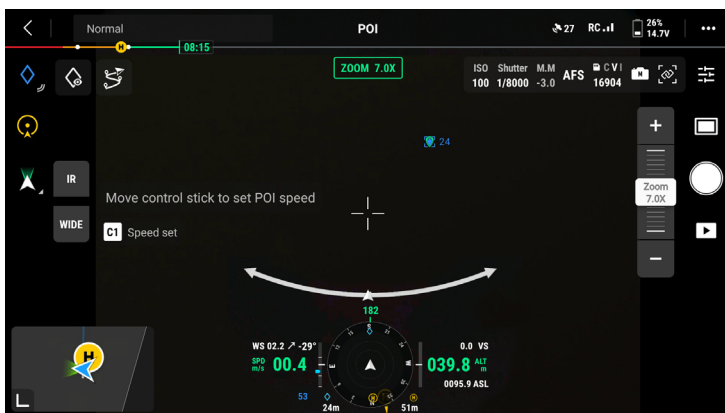 Normal
POI
27 RC 26% 14.7V
H 08:15
ZOOM 7.0X
ISO Shutter M.M AFS C V I
100 1/8000 -3.0 16904
24
IR
WIDE
Move control stick to set POI speed
C1 Speed set
+
Zoom
7.0X
−
182
WS 02.2 ↗ -29° 0.0 VS
SPD m/s 00.4 039.8 ALT m
0095.9 ASL
53
24m H 51m
H